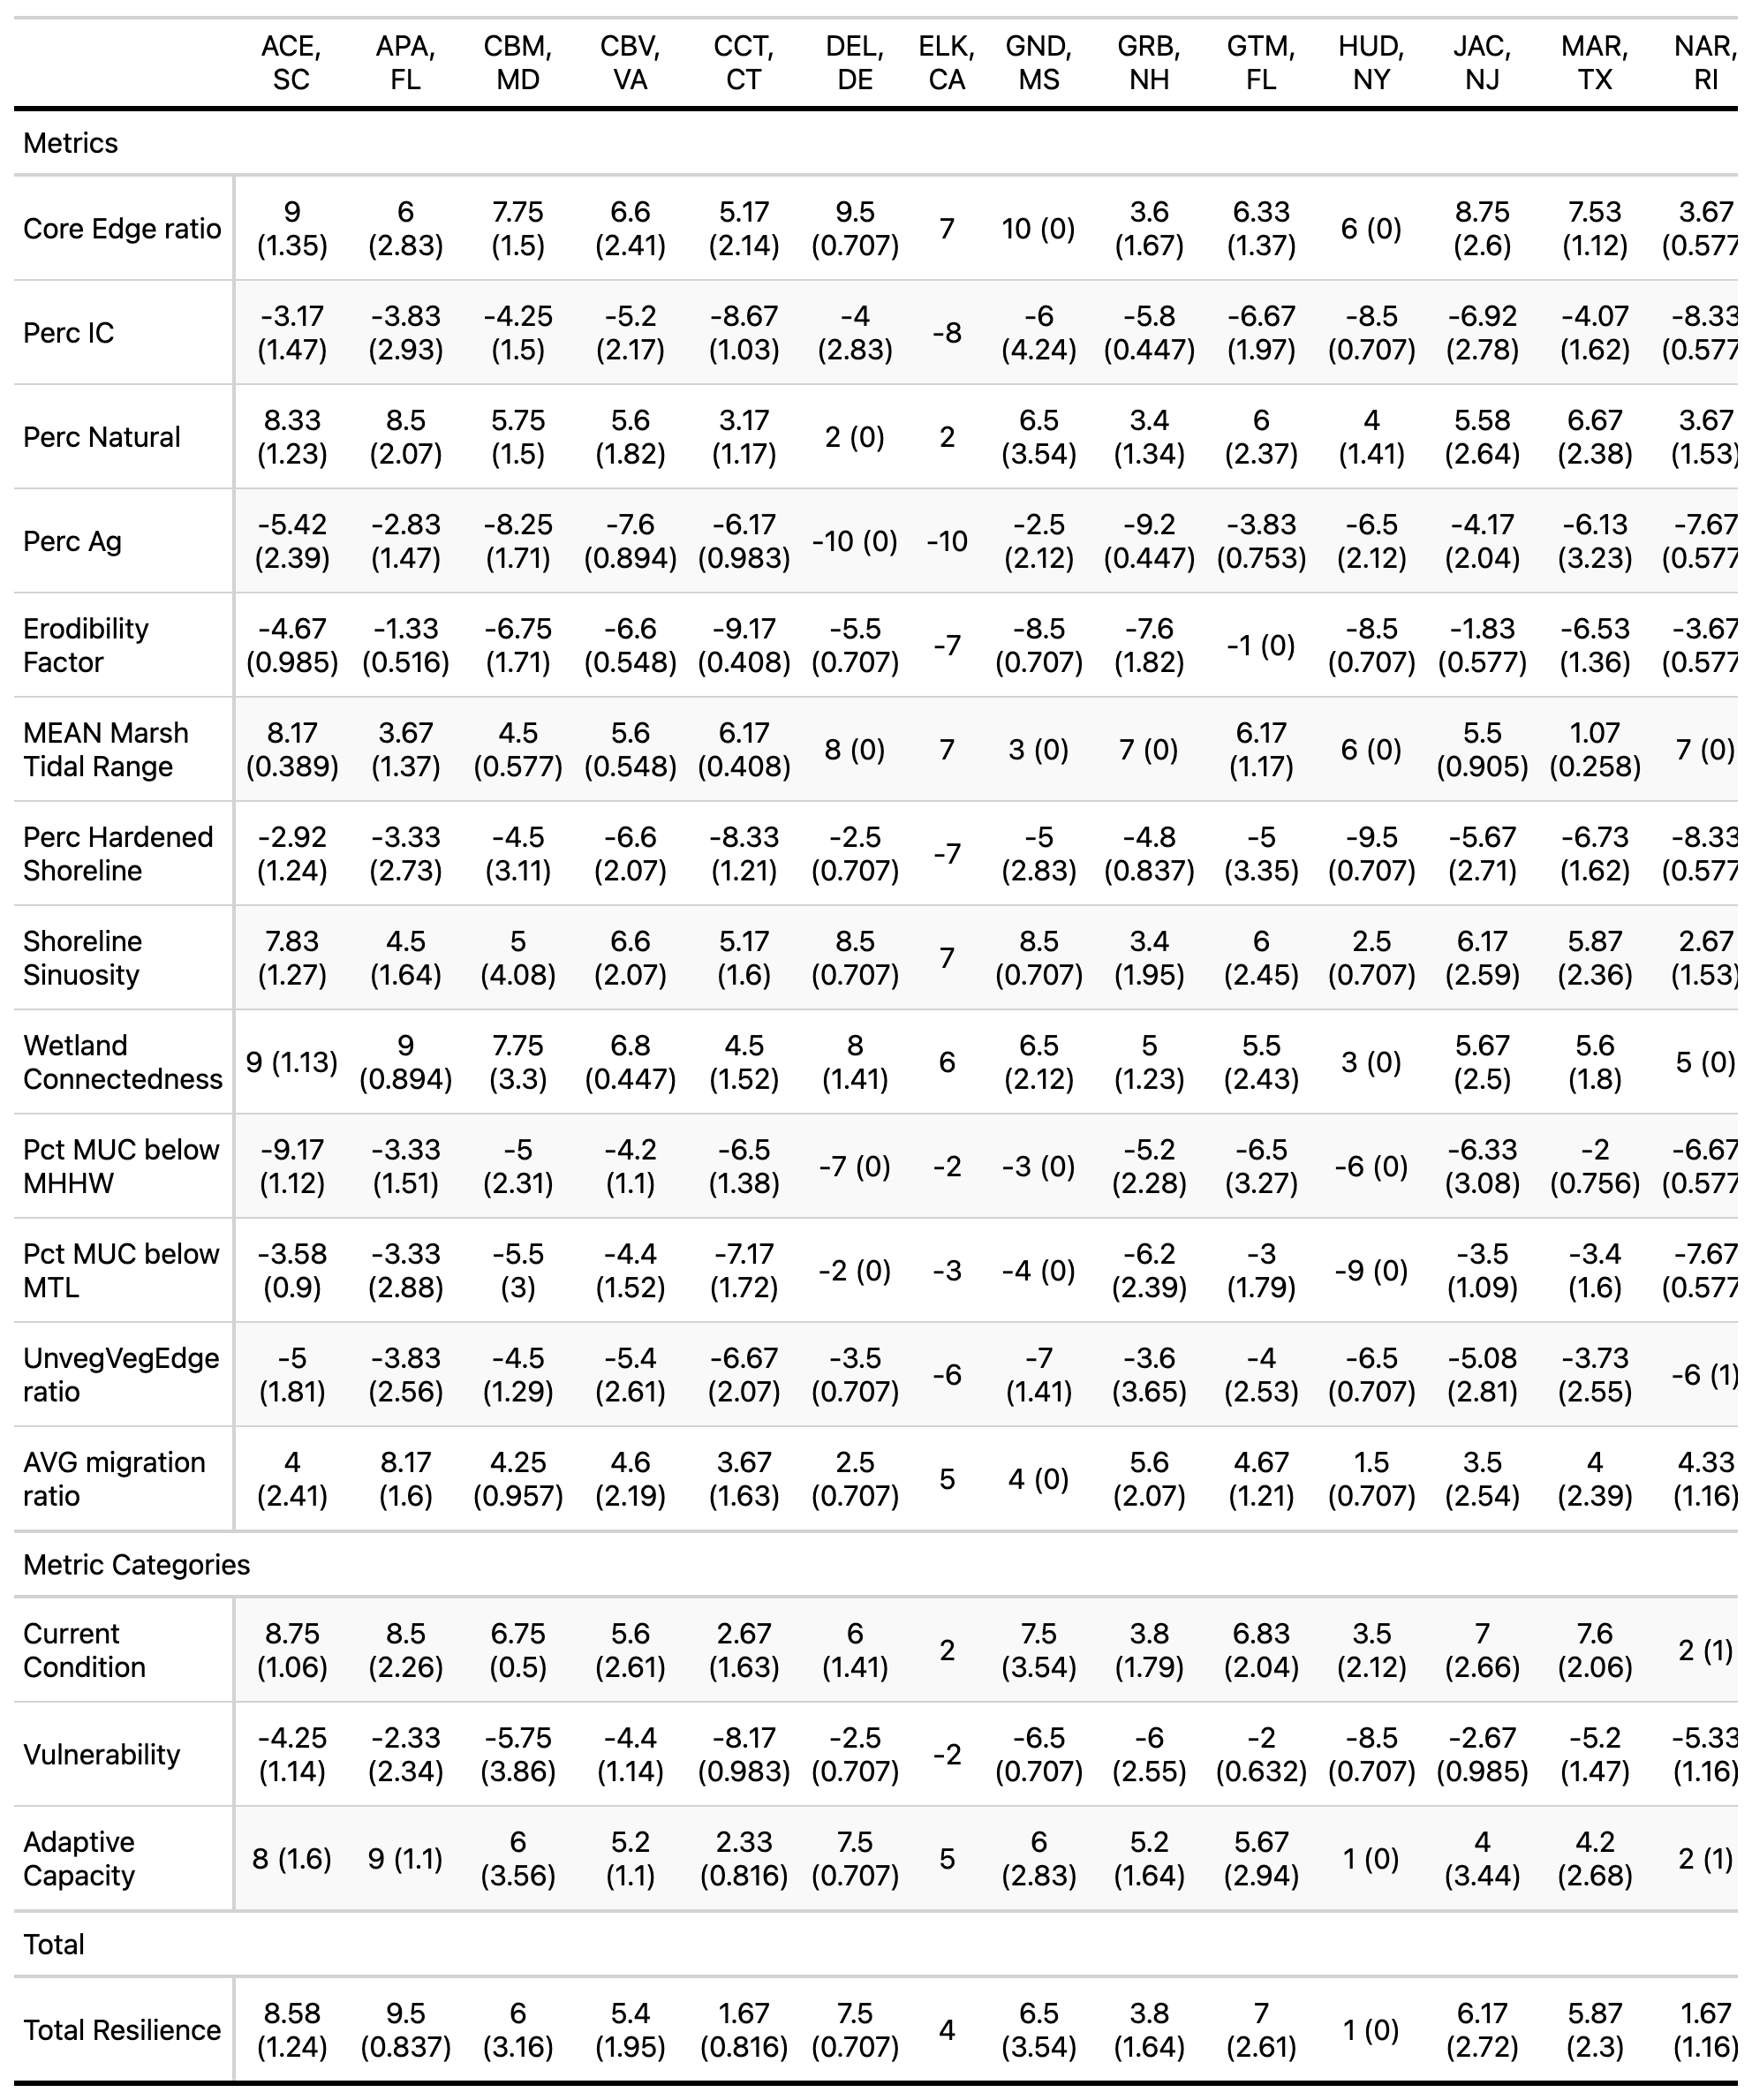 ACE, APA, CBM, CBV, CCT, DEL, ELK, GND, GRB, GTM, HUD, JAC, MAR, NAR,
SC FL MD VA CT DE CA MS NH FL NY NJ TX RI
Metrics
9 6 7.75 6.6 5.17 9.5 3.6 6.33 8.75 7.53 3.67
Core Edge ratio 7 10 (0) 6 (0)
(1.35) (2.83) (1.5) (2.41) (2.14) (0.707) (1.67) (1.37) (2.6) (1.12) (0.577
-3.17 -3.83 -4.25 -5.2 -8.67 -4 -6 -5.8 -6.67 -8.5 -6.92 -4.07 -8.33
Perc IC -8
(1.47) (2.93) (1.5) (2.17) (1.03) (2.83) (4.24) (0.447) (1.97) (0.707) (2.78) (1.62) (0.577
8.33 8.5 5.75 5.6 3.17 6.5 3.4 6 4 5.58 6.67 3.67
Perc Natural 2 (0) 2
(1.23) (2.07) (1.5) (1.82) (1.17) (3.54) (1.34) (2.37) (1.41) (2.64) (2.38) (1.53)
-5.42 -2.83 -8.25 -7.6 -6.17 -2.5 -9.2 -3.83 -6.5 -4.17 -6.13 -7.67
Perc Ag -10 (0) -10
(2.39) (1.47) (1.71) (0.894) (0.983) (2.12) (0.447) (0.753) (2.12) (2.04) (3.23) (0.577
Erodibility -4.67 -1.33 -6.75 -6.6 -9.17 -5.5 -8.5 -7.6 -8.5 -1.83 -6.53 -3.67
-7 -1 (0)
Factor (0.985) (0.516) (1.71) (0.548) (0.408) (0.707) (0.707) (1.82) (0.707) (0.577) (1.36) (0.577
MEAN Marsh 8.17 3.67 4.5 5.6 6.17 6.17 5.5 1.07
8 (0) 7 3 (0) 7 (0) 6 (0) 7 (0)
Tidal Range (0.389) (1.37) (0.577) (0.548) (0.408) (1.17) (0.905) (0.258)
Perc Hardened -2.92 -3.33 -4.5 -6.6 -8.33 -2.5 -5 -4.8 -5 -9.5 -5.67 -6.73 -8.33
-7
Shoreline (1.24) (2.73) (3.11) (2.07) (1.21) (0.707) (2.83) (0.837) (3.35) (0.707) (2.71) (1.62) (0.577
Shoreline 7.83 4.5 5 6.6 5.17 8.5 8.5 3.4 6 2.5 6.17 5.87 2.67
7
Sinuosity (1.27) (1.64) (4.08) (2.07) (1.6) (0.707) (0.707) (1.95) (2.45) (0.707) (2.59) (2.36) (1.53)
Wetland 9 7.75 6.8 4.5 8 6.5 5 5.5 5.67 5.6
9 (1.13) 6 3 (0) 5 (0)
Connectedness (0.894) (3.3) (0.447) (1.52) (1.41) (2.12) (1.23) (2.43) (2.5) (1.8)
Pct MUC below -9.17 -3.33 -5 -4.2 -6.5 -5.2 -6.5 -6.33 -2 -6.67
-7 (0) -2 -3 (0) -6 (0)
MHHW (1.12) (1.51) (2.31) (1.1) (1.38) (2.28) (3.27) (3.08) (0.756) (0.577
Pct MUC below -3.58 -3.33 -5.5 -4.4 -7.17 -6.2 -3 -3.5 -3.4 -7.67
-2 (0) -3 -4 (0) -9 (0)
MTL (0.9) (2.88) (3) (1.52) (1.72) (2.39) (1.79) (1.09) (1.6) (0.577
UnvegVegEdge -5 -3.83 -4.5 -5.4 -6.67 -3.5 -7 -3.6 -4 -6.5 -5.08 -3.73
-6 -6 (1)
ratio (1.81) (2.56) (1.29) (2.61) (2.07) (0.707) (1.41) (3.65) (2.53) (0.707) (2.81) (2.55)
AVG migration 4 8.17 4.25 4.6 3.67 2.5 5.6 4.67 1.5 3.5 4 4.33
5 4 (0)
ratio (2.41) (1.6) (0.957) (2.19) (1.63) (0.707) (2.07) (1.21) (0.707) (2.54) (2.39) (1.16)
Metric Categories
Current 8.75 8.5 6.75 5.6 2.67 6 7.5 3.8 6.83 3.5 7 7.6
2 2 (1)
Condition (1.06) (2.26) (0.5) (2.61) (1.63) (1.41) (3.54) (1.79) (2.04) (2.12) (2.66) (2.06)
-4.25 -2.33 -5.75 -4.4 -8.17 -2.5 -6.5 -6 -2 -8.5 -2.67 -5.2 -5.33
Vulnerability -2
(1.14) (2.34) (3.86) (1.14) (0.983) (0.707) (0.707) (2.55) (0.632) (0.707) (0.985) (1.47) (1.16)
Adaptive 6 5.2 2.33 7.5 6 5.2 5.67 4 4.2
8 (1.6) 9 (1.1) 5 1 (0) 2 (1)
Capacity (3.56) (1.1) (0.816) (0.707) (2.83) (1.64) (2.94) (3.44) (2.68)
Total
8.58 9.5 6 5.4 1.67 7.5 6.5 3.8 7 6.17 5.87 1.67
Total Resilience 4 1 (0)
(1.24) (0.837) (3.16) (1.95) (0.816) (0.707) (3.54) (1.64) (2.61) (2.72) (2.3) (1.16)